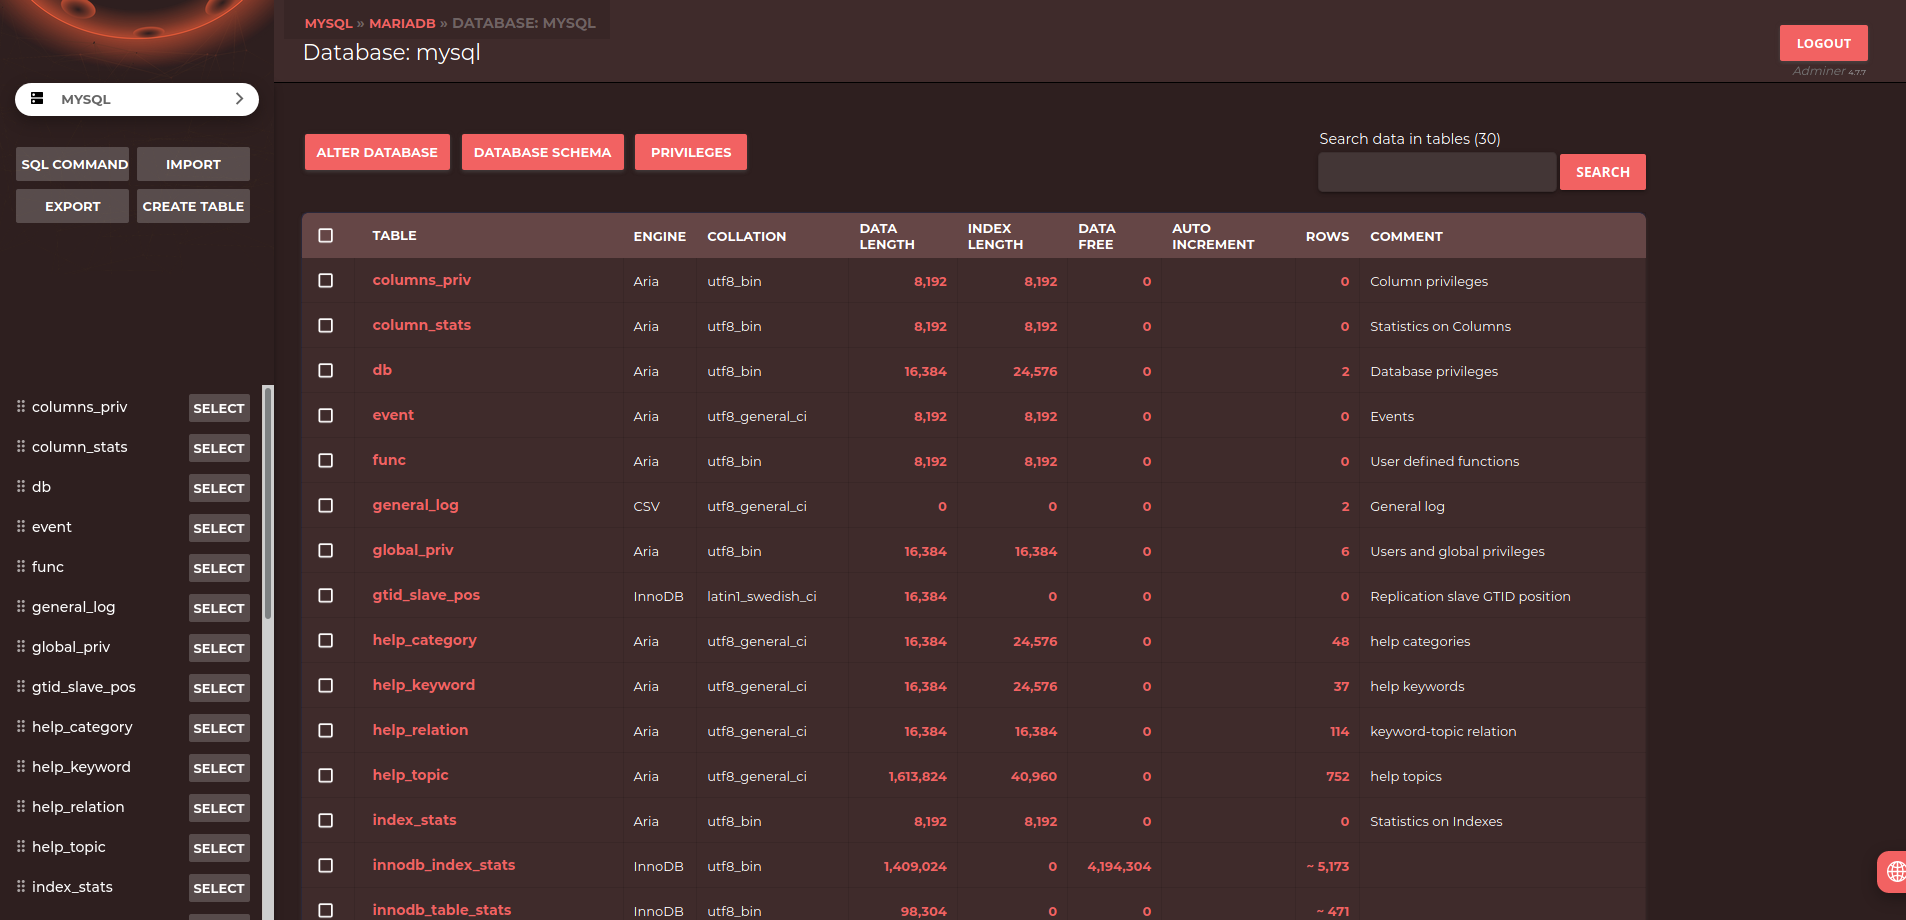 MYSQL » MARIADB » DATABASE: MYSQL
Database: mysql
LOGOUT
Adminer 4.7.7
MYSQL
SQL COMMAND IMPORT
EXPORT CREATE TABLE
columns_priv SELECT
column_stats SELECT
db SELECT
event SELECT
func SELECT
general_log SELECT
global_priv SELECT
gtid_slave_pos SELECT
help_category SELECT
help_keyword SELECT
help_relation SELECT
help_topic SELECT
index_stats SELECT
ALTER DATABASE DATABASE SCHEMA PRIVILEGES
Search data in tables (30)
SEARCH
TABLE ENGINE COLLATION DATA LENGTH INDEX LENGTH DATA FREE AUTO INCREMENT ROWS COMMENT
columns_priv Aria utf8_bin 8,192 8,192 0 0 Column privileges
column_stats Aria utf8_bin 8,192 8,192 0 0 Statistics on Columns
db Aria utf8_bin 16,384 24,576 0 2 Database privileges
event Aria utf8_general_ci 8,192 8,192 0 0 Events
func Aria utf8_bin 8,192 8,192 0 0 User defined functions
general_log CSV utf8_general_ci 0 0 0 2 General log
global_priv Aria utf8_bin 16,384 16,384 0 6 Users and global privileges
gtid_slave_pos InnoDB latin1_swedish_ci 16,384 0 0 0 Replication slave GTID position
help_category Aria utf8_general_ci 16,384 24,576 0 48 help categories
help_keyword Aria utf8_general_ci 16,384 24,576 0 37 help keywords
help_relation Aria utf8_general_ci 16,384 16,384 0 114 keyword-topic relation
help_topic Aria utf8_general_ci 1,613,824 40,960 0 752 help topics
index_stats Aria utf8_bin 8,192 8,192 0 0 Statistics on Indexes
innodb_index_stats InnoDB utf8_bin 1,409,024 0 4,194,304 ~ 5,173
innodb_table_stats InnoDB utf8_bin 98,304 0 0 ~ 471